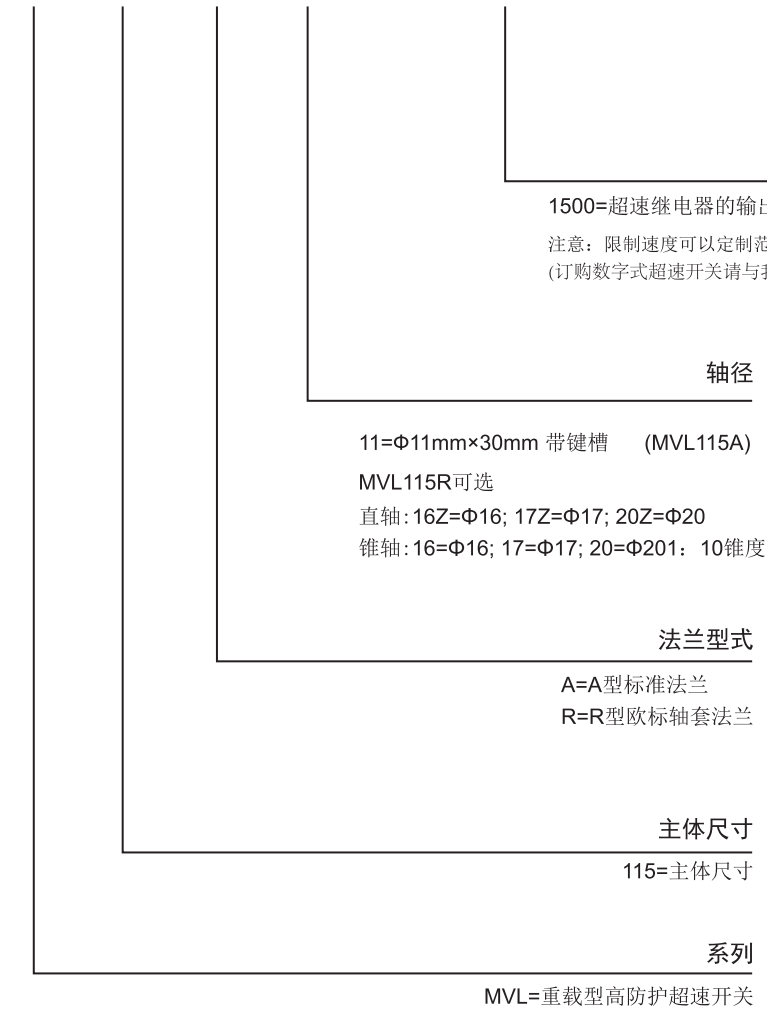 1500=超速继电器的输
注意：限制速度可以定制
(订购数字式超速开关请与
轴径
11=Φ11mm×30mm 带键槽 (MVL115A)
MVL115R可选
直轴:16Z=Φ16; 17Z=Φ17; 20Z=Φ20
锥轴:16=Φ16; 17=Φ17; 20=Φ201：10锥度
法兰型式
A=A型标准法兰
R=R型欧标轴套法兰
主体尺寸
115=主体尺寸
系列
MVL=重载型高防护超速开关